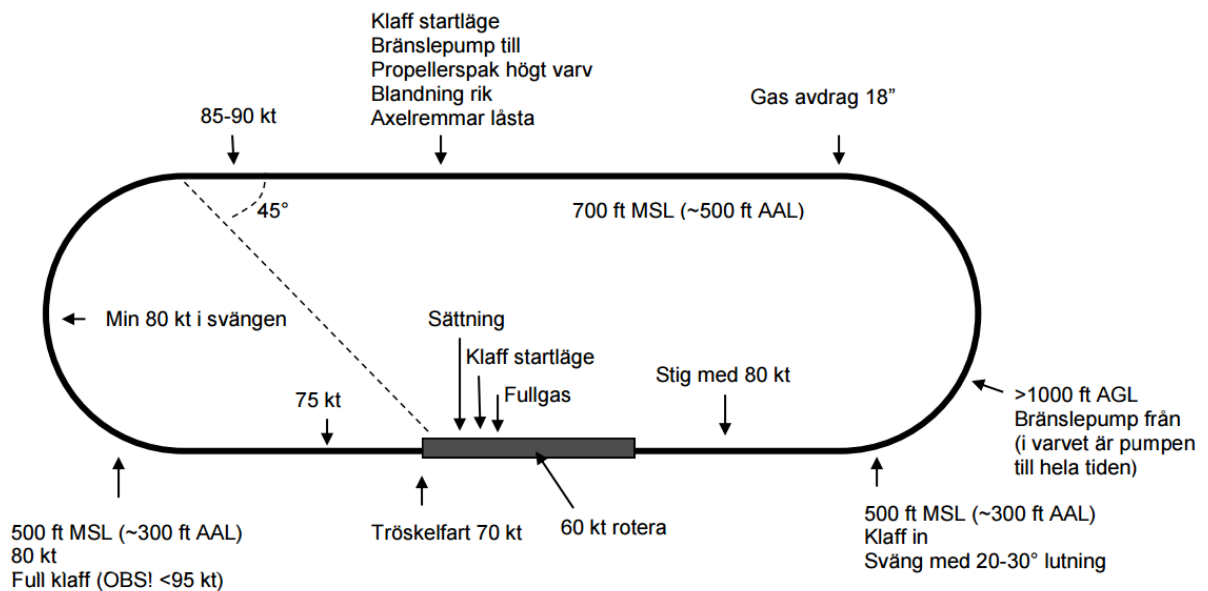 Klaff startläge
Bränslepump till
Propellerspak högt varv
Blandning rik
Axelremmar låsta
85-90 kt
Gas avdrag 18”
45°
700 ft MSL (~500 ft AAL)
Min 80 kt i svängen
Sättning
Klaff startläge
Fullgas
Stig med 80 kt
75 kt
>1000 ft AGL
Bränslepump från
(i varvet är pumpen
till hela tiden)
500 ft MSL (~300 ft AAL)
80 kt
Full klaff (OBS! <95 kt)
Tröskelfart 70 kt
60 kt rotera
500 ft MSL (~300 ft AAL)
Klaff in
Sväng med 20-30° lutning